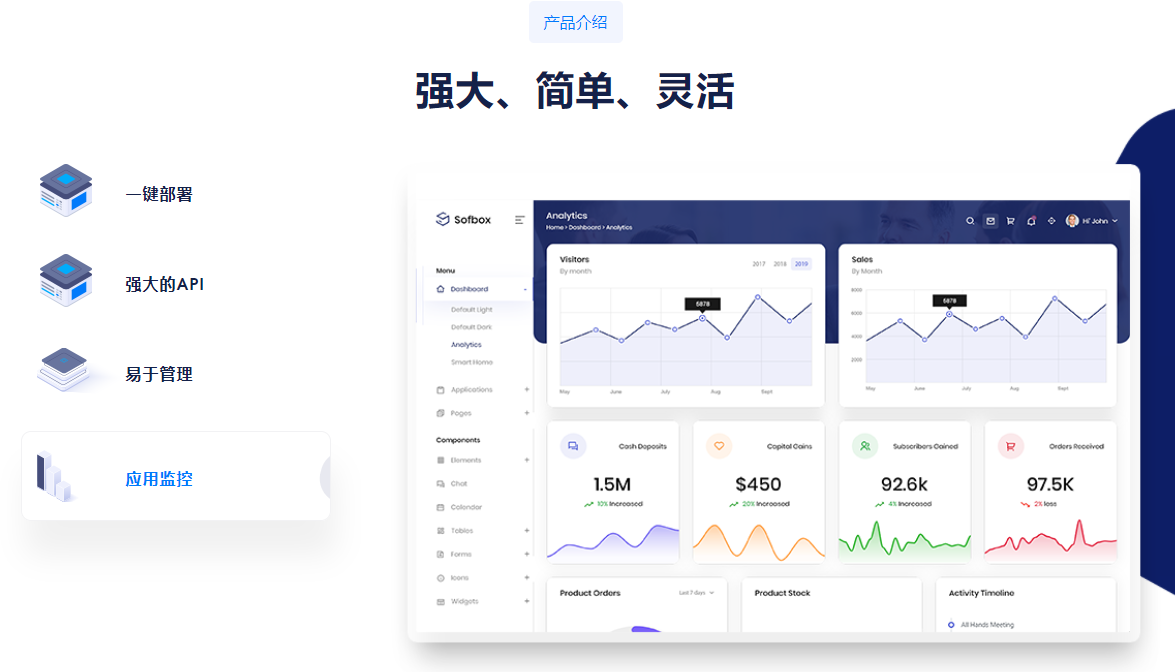 产品介绍
强大、简单、灵活
一键部署
强大的API
易于管理
应用监控
Sofbox
Analytics
Home › Dashboard › Analytics
Hi' John
Menu
Dashboard
Default Light
Default Dark
Analytics
Smart Home
Applications
Pages
Components
Elements
Chat
Calendar
Tables
Forms
Icons
Widgets
Visitors
By month
2017 2018 2019
5878
May June July Aug Sept
Sales
By Month
8000
6000
4000
2000
5878
May June July Aug Sept
Cash Deposits
1.5M
10% Increased
Capital Gains
$450
20% Increased
Subscribers Gained
92.6k
4% Increased
Orders Received
97.5K
2% less
Product Orders
Last 7 days
Product Stock
Activity Timeline
All Hands Meeting